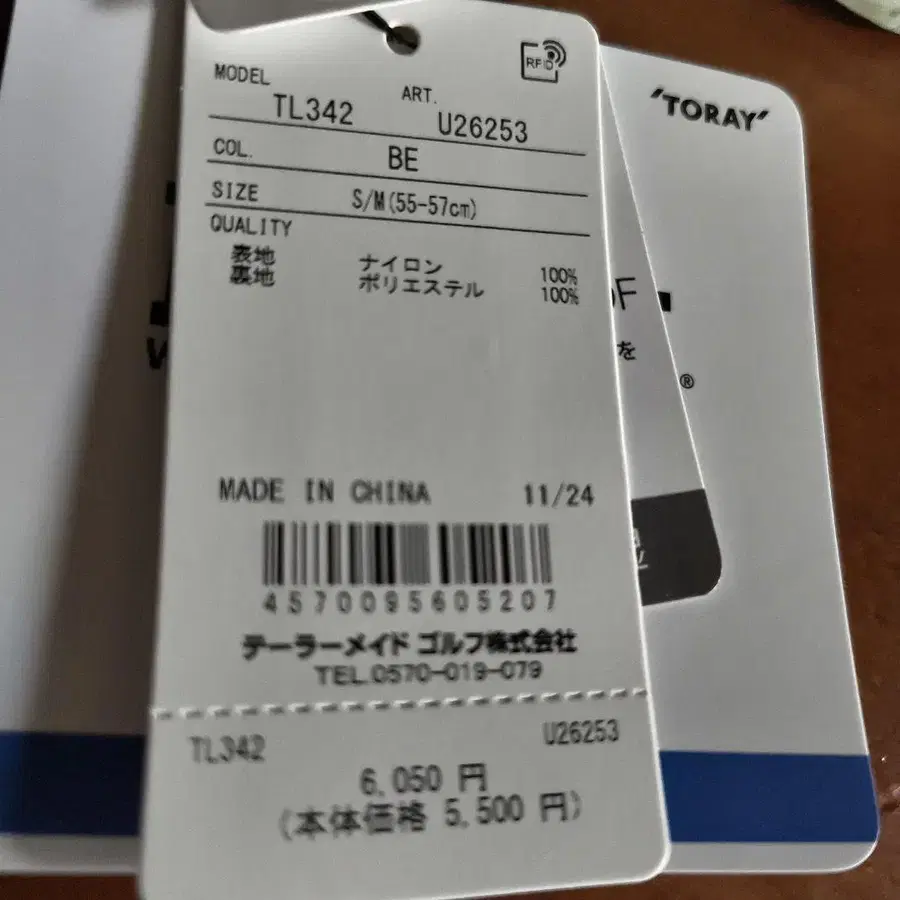 RFID
MODEL TL342 ART. U26253
COL. BE
SIZE S/M(55-57cm)
QUALITY
表地 ナイロン 100%
裏地 ポリエステル 100%
MADE IN CHINA 11/24
4570095605207
テーラーメイド ゴルフ株式会社
TEL.0570-019-079
TL342 U26253
6,050 円
(本体価格 5,500 円)
"TORAY"
を
®